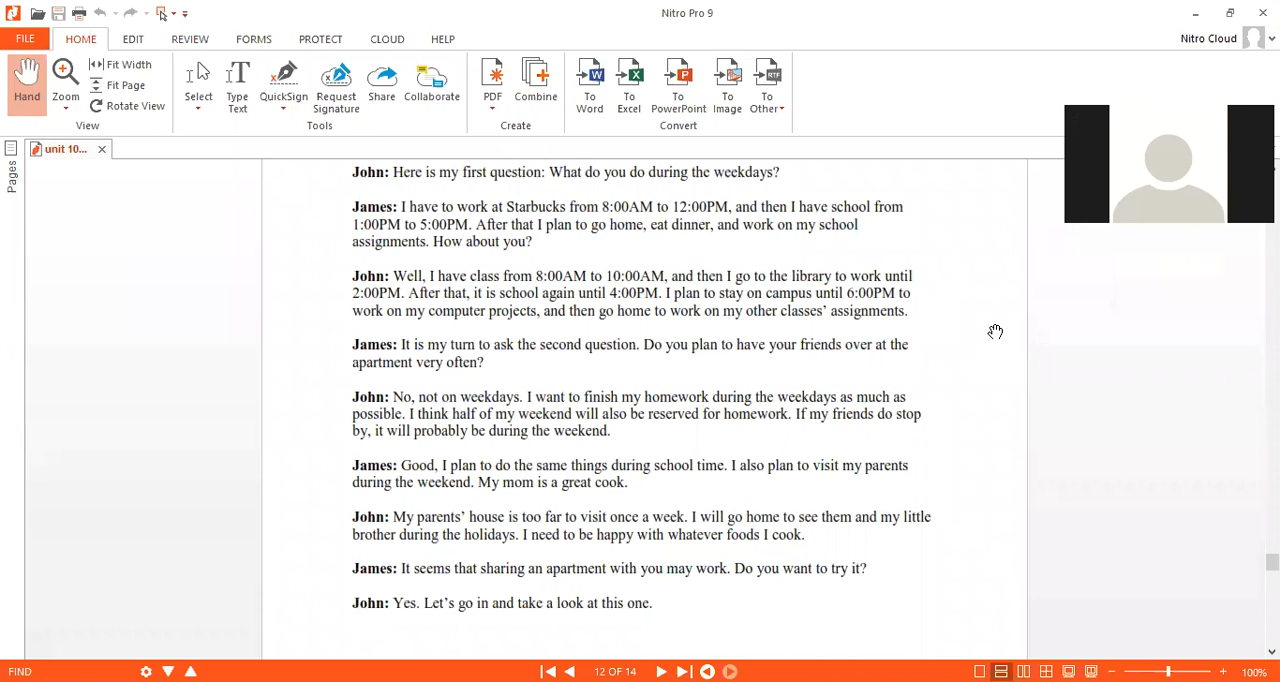 Nitro Pro 9
FILE HOME EDIT REVIEW FORMS PROTECT CLOUD HELP Nitro Cloud
Hand Zoom Fit Width Fit Page Rotate View Select Type Text QuickSign Request Signature Share Collaborate PDF Combine To Word To Excel To PowerPoint To Image To Other
View Tools Create Convert
unit 10...
Pages
John: Here is my first question: What do you do during the weekdays?
James: I have to work at Starbucks from 8:00AM to 12:00PM, and then I have school from
1:00PM to 5:00PM. After that I plan to go home, eat dinner, and work on my school
assignments. How about you?
John: Well, I have class from 8:00AM to 10:00AM, and then I go to the library to work until
2:00PM. After that, it is school again until 4:00PM. I plan to stay on campus until 6:00PM to
work on my computer projects, and then go home to work on my other classes’ assignments.
James: It is my turn to ask the second question. Do you plan to have your friends over at the
apartment very often?
John: No, not on weekdays. I want to finish my homework during the weekdays as much as
possible. I think half of my weekend will also be reserved for homework. If my friends do stop
by, it will probably be during the weekend.
James: Good, I plan to do the same things during school time. I also plan to visit my parents
during the weekend. My mom is a great cook.
John: My parents’ house is too far to visit once a week. I will go home to see them and my little
brother during the holidays. I need to be happy with whatever foods I cook.
James: It seems that sharing an apartment with you may work. Do you want to try it?
John: Yes. Let’s go in and take a look at this one.
FIND 12 OF 14 100%